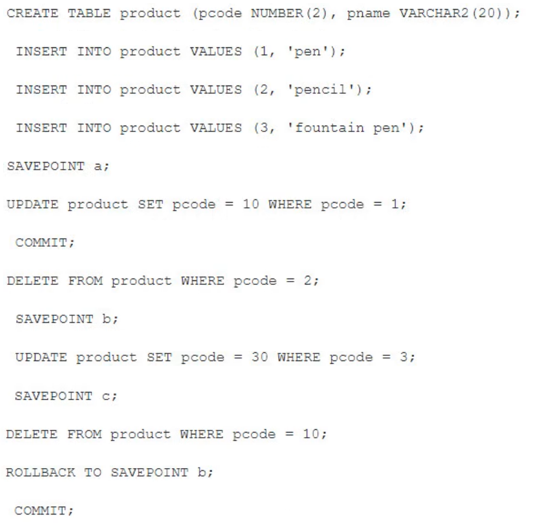 CREATE TABLE product (pcode NUMBER(2), pname VARCHAR2(20));
INSERT INTO product VALUES (1, 'pen');
INSERT INTO product VALUES (2, 'pencil');
INSERT INTO product VALUES (3, 'fountain pen');
SAVEPOINT a;
UPDATE product SET pcode = 10 WHERE pcode = 1;
COMMIT;
DELETE FROM product WHERE pcode = 2;
SAVEPOINT b;
UPDATE product SET pcode = 30 WHERE pcode = 3;
SAVEPOINT c;
DELETE FROM product WHERE pcode = 10;
ROLLBACK TO SAVEPOINT b;
COMMIT;